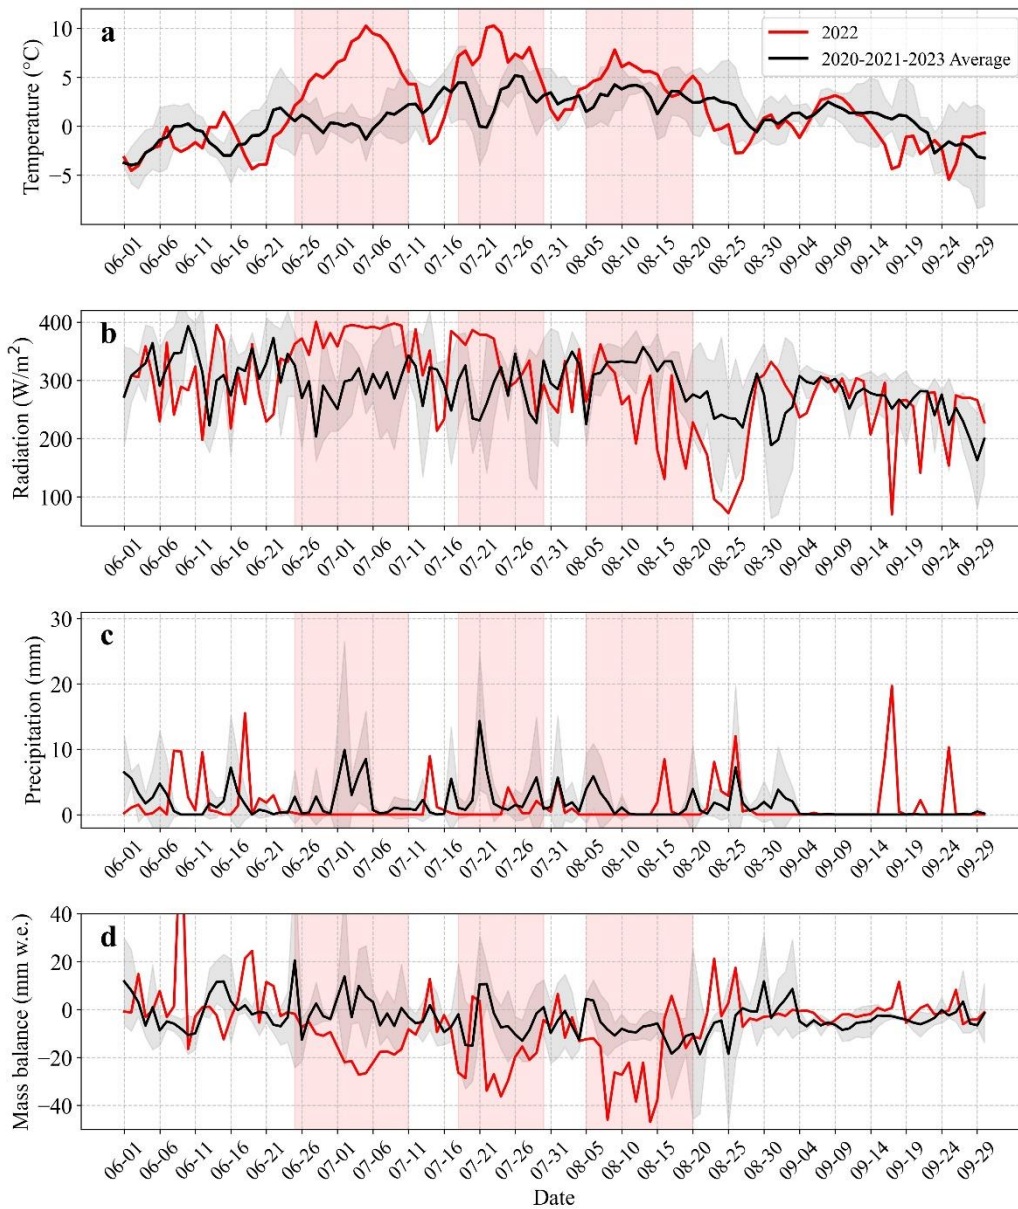 a
2022
2020-2021-2023 Average
Temperature (°C)
10
5
0
−5
06-01 06-06 06-11 06-16 06-21 06-26 07-01 07-06 07-11 07-16 07-21 07-26 07-31 08-05 08-10 08-15 08-20 08-25 08-30 09-04 09-09 09-14 09-19 09-24 09-29
b
Radiation (W/m²)
400
300
200
100
06-01 06-06 06-11 06-16 06-21 06-26 07-01 07-06 07-11 07-16 07-21 07-26 07-31 08-05 08-10 08-15 08-20 08-25 08-30 09-04 09-09 09-14 09-19 09-24 09-29
c
Precipitation (mm)
30
20
10
0
06-01 06-06 06-11 06-16 06-21 06-26 07-01 07-06 07-11 07-16 07-21 07-26 07-31 08-05 08-10 08-15 08-20 08-25 08-30 09-04 09-09 09-14 09-19 09-24 09-29
d
Mass balance (mm w.e.)
40
20
0
−20
−40
06-01 06-06 06-11 06-16 06-21 06-26 07-01 07-06 07-11 07-16 07-21 07-26 07-31 08-05 08-10 08-15 08-20 08-25 08-30 09-04 09-09 09-14 09-19 09-24 09-29
Date